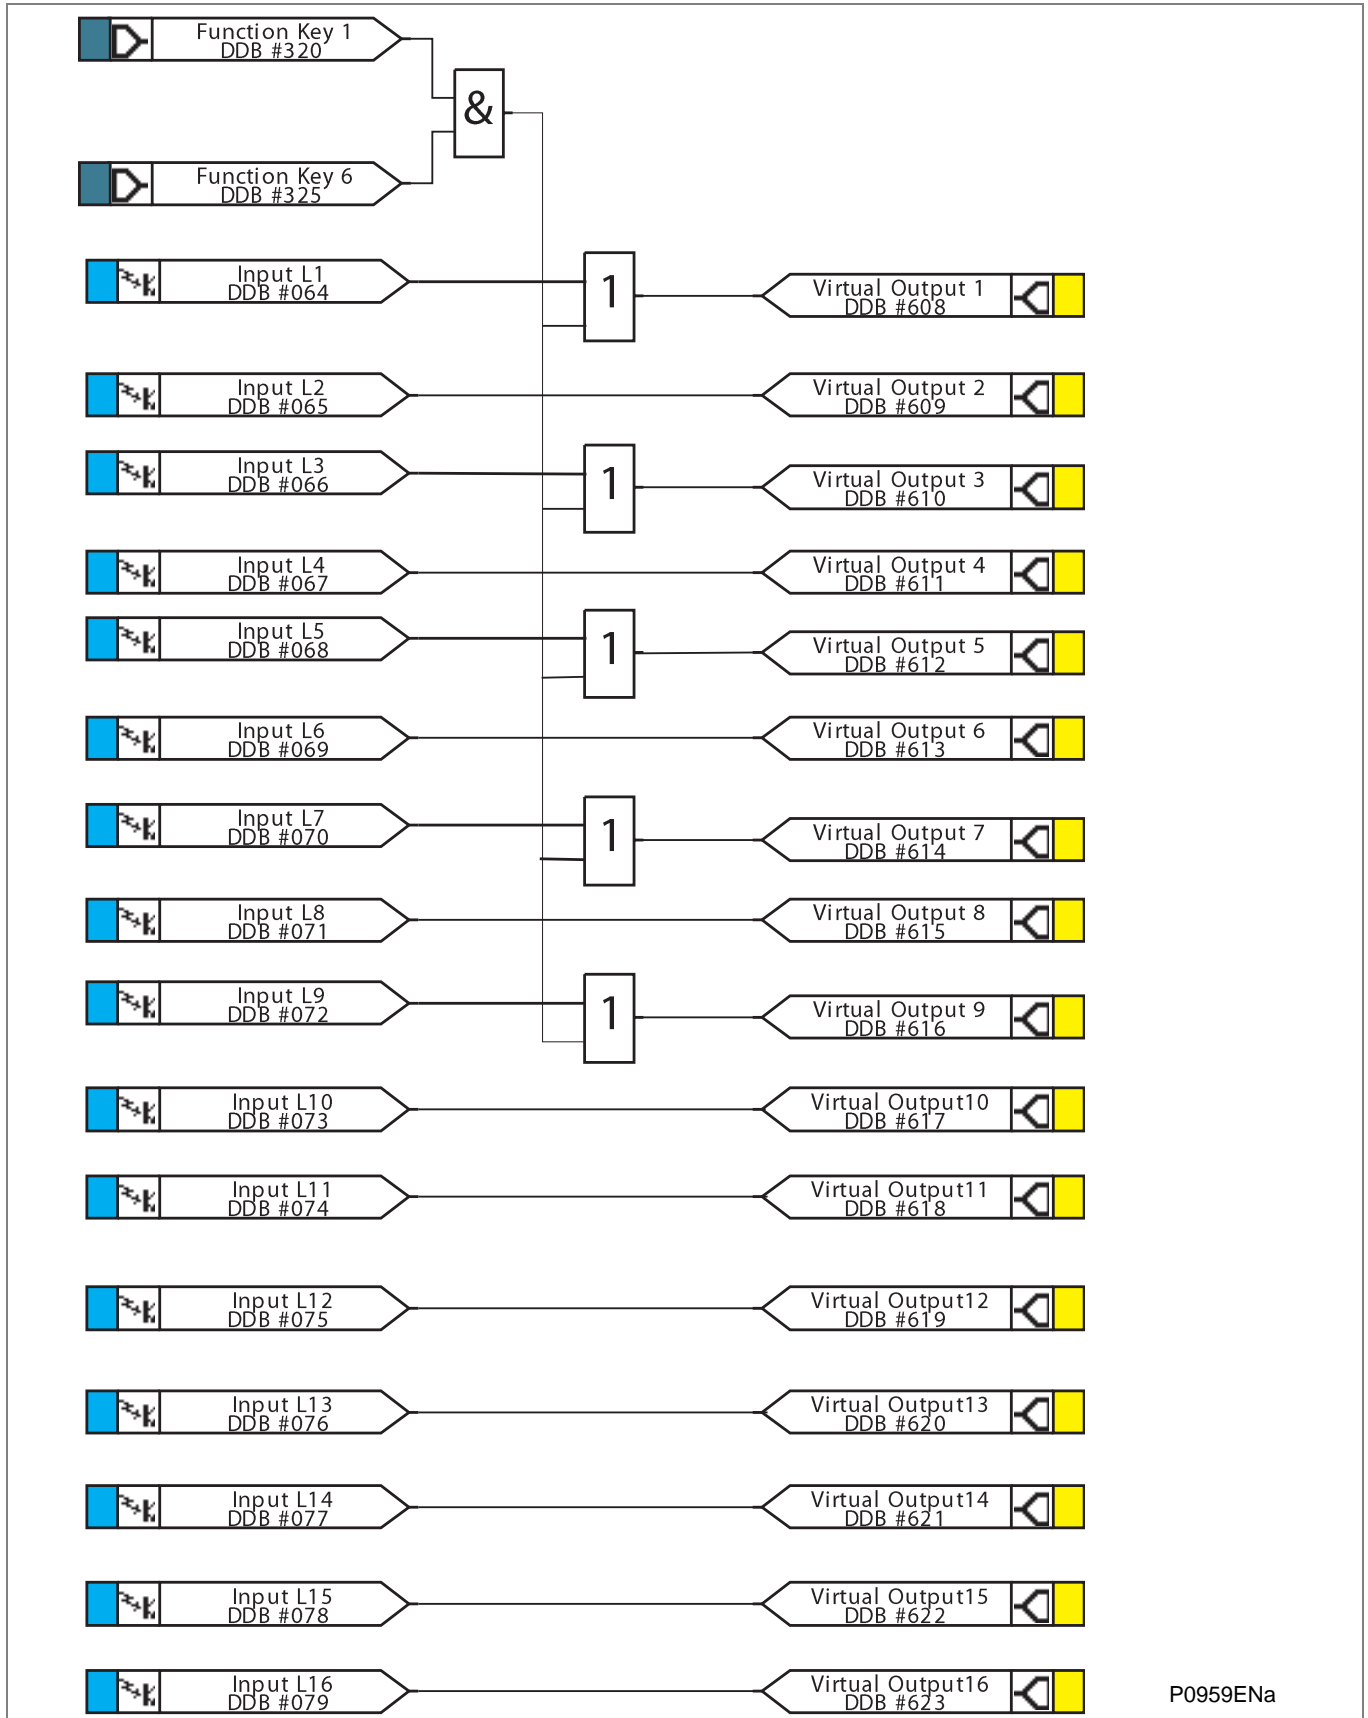 Function Key 1
DDB #320
&
Function Key 6
DDB #325
Input L1
DDB #064
1
Virtual Output 1
DDB #608
Input L2
DDB #065
Virtual Output 2
DDB #609
Input L3
DDB #066
1
Virtual Output 3
DDB #610
Input L4
DDB #067
Virtual Output 4
DDB #611
Input L5
DDB #068
1
Virtual Output 5
DDB #612
Input L6
DDB #069
Virtual Output 6
DDB #613
Input L7
DDB #070
1
Virtual Output 7
DDB #614
Input L8
DDB #071
Virtual Output 8
DDB #615
Input L9
DDB #072
1
Virtual Output 9
DDB #616
Input L10
DDB #073
Virtual Output10
DDB #617
Input L11
DDB #074
Virtual Output11
DDB #618
Input L12
DDB #075
Virtual Output12
DDB #619
Input L13
DDB #076
Virtual Output13
DDB #620
Input L14
DDB #077
Virtual Output14
DDB #621
Input L15
DDB #078
Virtual Output15
DDB #622
Input L16
DDB #079
Virtual Output16
DDB #623
P0959ENa